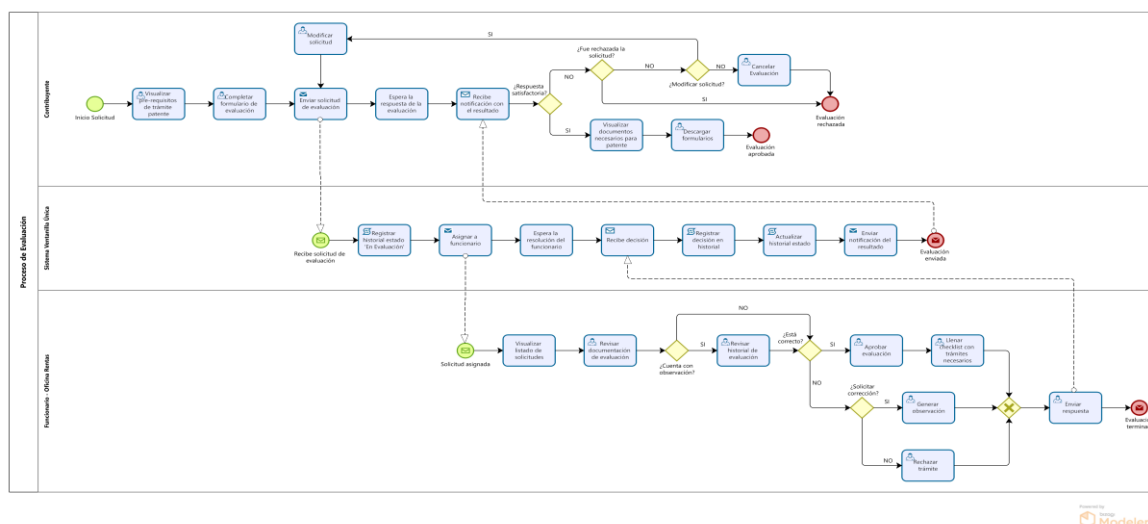 Proceso de Evaluación
Contribuyente
Inicio Solicitud
Visualizar
pre-requisitos
de trámite
patente
Completar
formulario de
evaluación
Modificar
solicitud
Enviar solicitud
de evaluación
Espera la
respuesta de la
evaluación
Recibe
notificación con
el resultado
¿Respuesta
satisfactoria?
NO
SI
¿Fue rechazada la
solicitud?
NO
SI
¿Modificar solicitud?
SI
NO
Cancelar
Evaluación
Evaluación
rechazada
Visualizar
documentos
necesarios para
patente
Descargar
formularios
Evaluación
aprobada
Sistema Ventanilla Única
Recibe solicitud de
evaluación
Registrar
historial estado
'En Evaluación'
Asignar a
funcionario
Espera la
resolución del
funcionario
Recibe decisión
Registrar
decisión en
historial
Actualizar
historial estado
Enviar
notificación del
resultado
Evaluación
enviada
Funcionario - Oficina Rentas
Solicitud asignada
Visualizar
listado de
solicitudes
Revisar
documentación
de evaluación
¿Cuenta con
observación?
NO
SI
Revisar
historial de
evaluación
¿Está
correcto?
SI
NO
Aprobar
evaluación
Llenar
checklist con
trámites
necesarios
¿Solicitar
corrección?
SI
NO
Generar
observación
Rechazar
trámite
Enviar
respuesta
Evaluació
termina
Powered by
bizagi
Modeler